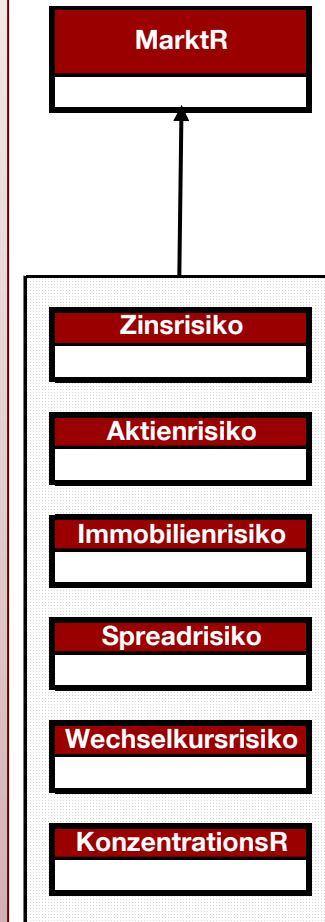 MarktR
Zinsrisiko
Aktienrisiko
Immobilienrisiko
Spreadrisiko
Wechselkursrisiko
KonzentrationsR